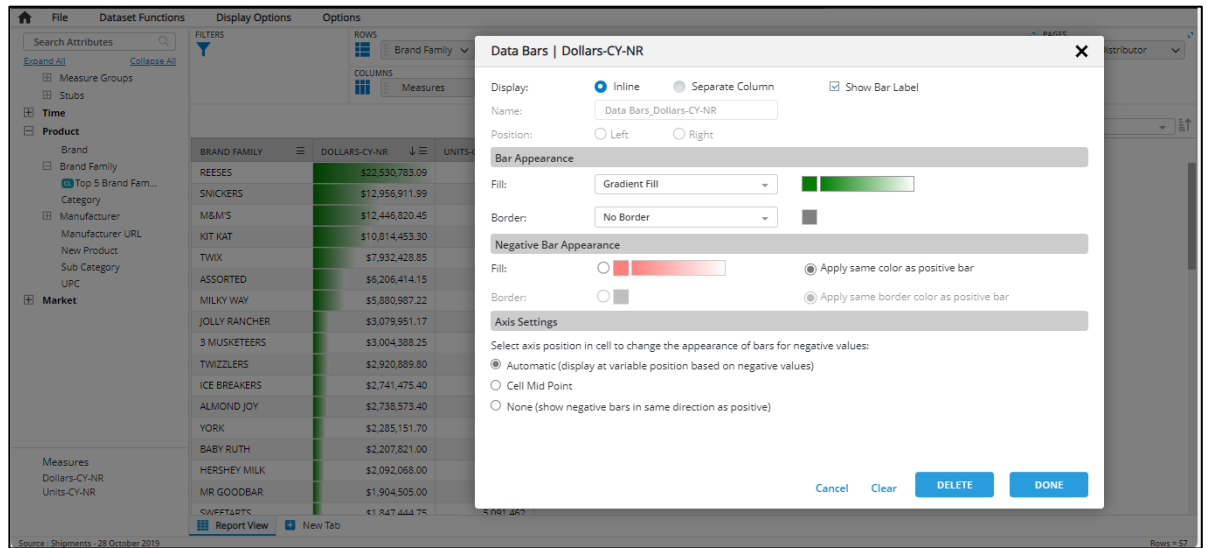 File Dataset Functions Display Options Options
Search Attributes
Expand All Collapse All
Measure Groups
Stubs
Time
Product
Brand
Brand Family
CL Top 5 Brand Fam...
Category
Manufacturer
Manufacturer URL
New Product
Sub Category
UPC
Market
Measures
Dollars-CY-NR
Units-CY-NR
FILTERS
ROWS
Brand Family
COLUMNS
Measures
PAGES
istributor
BRAND FAMILY DOLLARS-CY-NR UNITS-C
REESES $22,530,783.09
SNICKERS $12,956,911.99
M&M'S $12,446,820.45
KIT KAT $10,814,453.30
TWIX $7,932,428.85
ASSORTED $6,206,414.15
MILKY WAY $5,880,987.22
JOLLY RANCHER $3,079,951.17
3 MUSKETEERS $3,004,388.25
TWIZZLERS $2,920,889.80
ICE BREAKERS $2,741,475.40
ALMOND JOY $2,738,573.40
YORK $2,285,151.70
BABY RUTH $2,207,821.00
HERSHEY MILK $2,092,068.00
MR GOODBAR $1,904,505.00
SWEETARTS $1,847,444.75 5,091,462
Report View New Tab
Source : Shipments - 28 October 2019 Rows = 57
Data Bars | Dollars-CY-NR
Display: Inline Separate Column Show Bar Label
Name: Data Bars_Dollars-CY-NR
Position: Left Right
Bar Appearance
Fill: Gradient Fill
Border: No Border
Negative Bar Appearance
Fill: Apply same color as positive bar
Border: Apply same border color as positive bar
Axis Settings
Select axis position in cell to change the appearance of bars for negative values:
Automatic (display at variable position based on negative values)
Cell Mid Point
None (show negative bars in same direction as positive)
Cancel Clear DELETE DONE